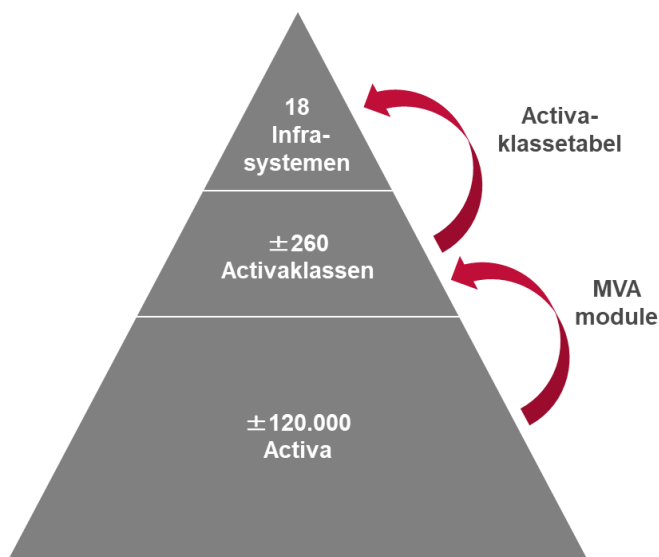 18
Infra-
systemen
Activa-
klassetabel
±260
Activaklassen
MVA
module
±120.000
Activa